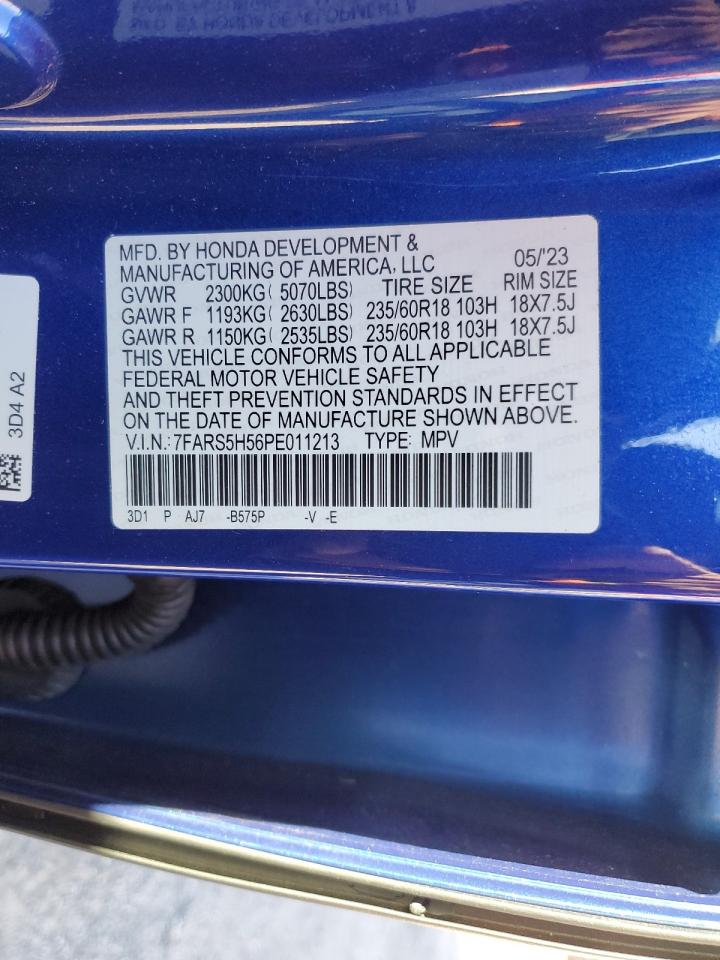 MFD. BY HONDA DEVELOPMENT &
MANUFACTURING OF AMERICA, LLC 05/'23
GVWR 2300KG ( 5070LBS) TIRE SIZE RIM SIZE
GAWR F 1193KG ( 2630LBS) 235/60R18 103H 18X7.5J
GAWR R 1150KG ( 2535LBS) 235/60R18 103H 18X7.5J
THIS VEHICLE CONFORMS TO ALL APPLICABLE
FEDERAL MOTOR VEHICLE SAFETY
AND THEFT PREVENTION STANDARDS IN EFFECT
ON THE DATE OF MANUFACTURE SHOWN ABOVE.
V.I.N.:7FARS5H56PE011213 TYPE: MPV
3D1 P AJ7 -B575P -V -E
3D4 A2